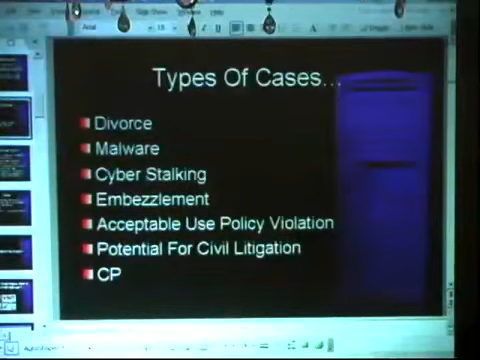 Types Of Cases...
Divorce
Malware
Cyber Stalking
Embezzlement
Acceptable Use Policy Violation
Potential For Civil Litigation
CP